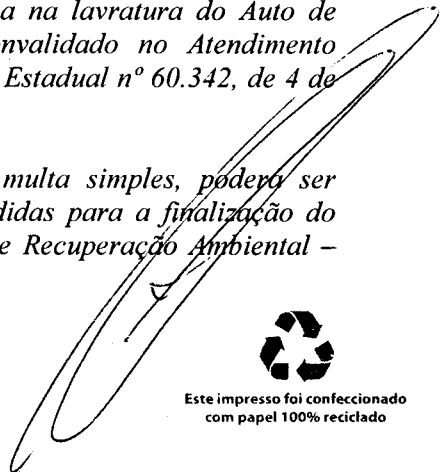 a na lavratura do Auto de
nvalidado no Atendimento
Estadual nº 60.342, de 4 de
multa simples, poderá ser
didas para a finalização do
e Recuperação Ambiental –
Este impresso foi confeccionado
com papel 100% reciclado